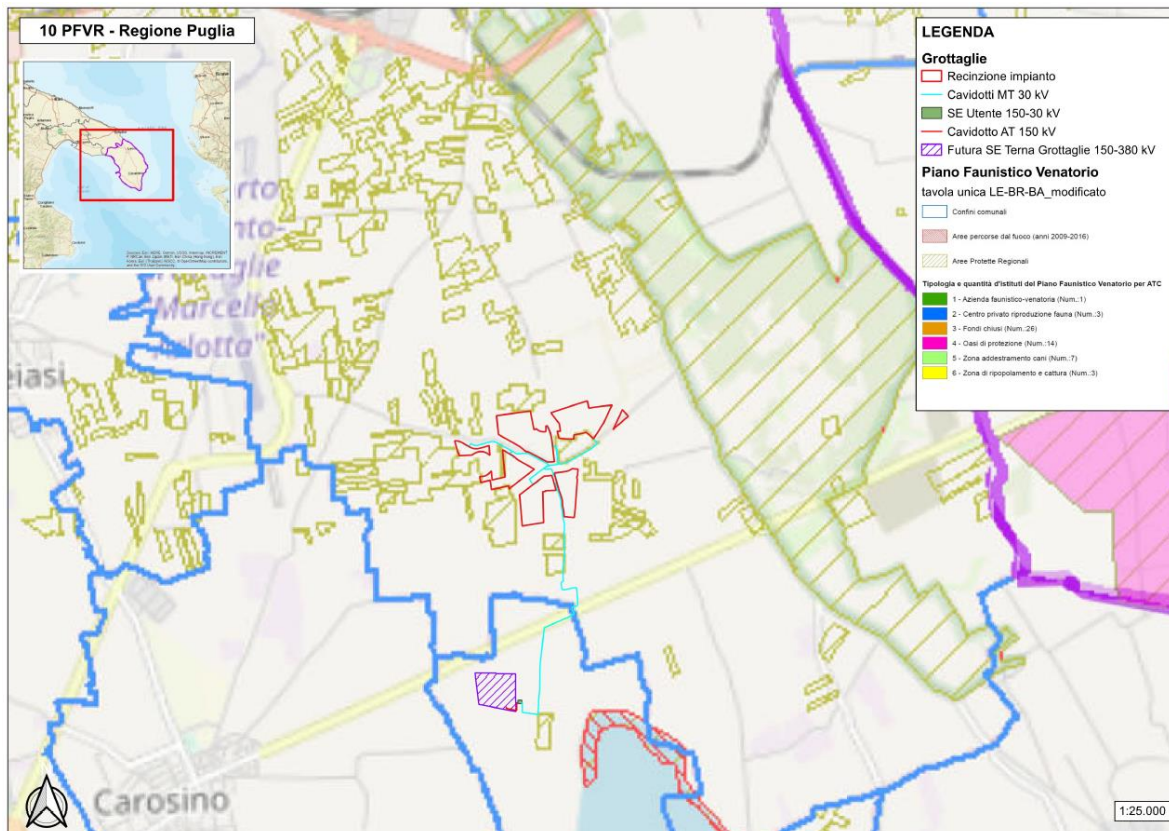 10 PFVR - Regione Puglia
LEGENDA
Grottaglie
Recinzione impianto
Cavidotti MT 30 kV
SE Utente 150-30 kV
Cavidotto AT 150 kV
Futura SE Terna Grottaglie 150-380 kV
Piano Faunistico Venatorio
tavola unica LE-BR-BA_modificato
Confini comunali
Aree percorse dal fuoco (anni 2009-2016)
Aree Protette Regionali
Tipologia e quantità d'istituti del Piano Faunistico Venatorio per ATC
1 - Azienda faunistico-venatoria (Num.:1)
2 - Centro privato riproduzione fauna (Num.:3)
3 - Fondi chiusi (Num.:26)
4 - Oasi di protezione (Num.:14)
5 - Zona addestramento cani (Num.:7)
6 - Zona di ripopolamento e cattura (Num.:3)
Marcello
Carosino
1:25.000